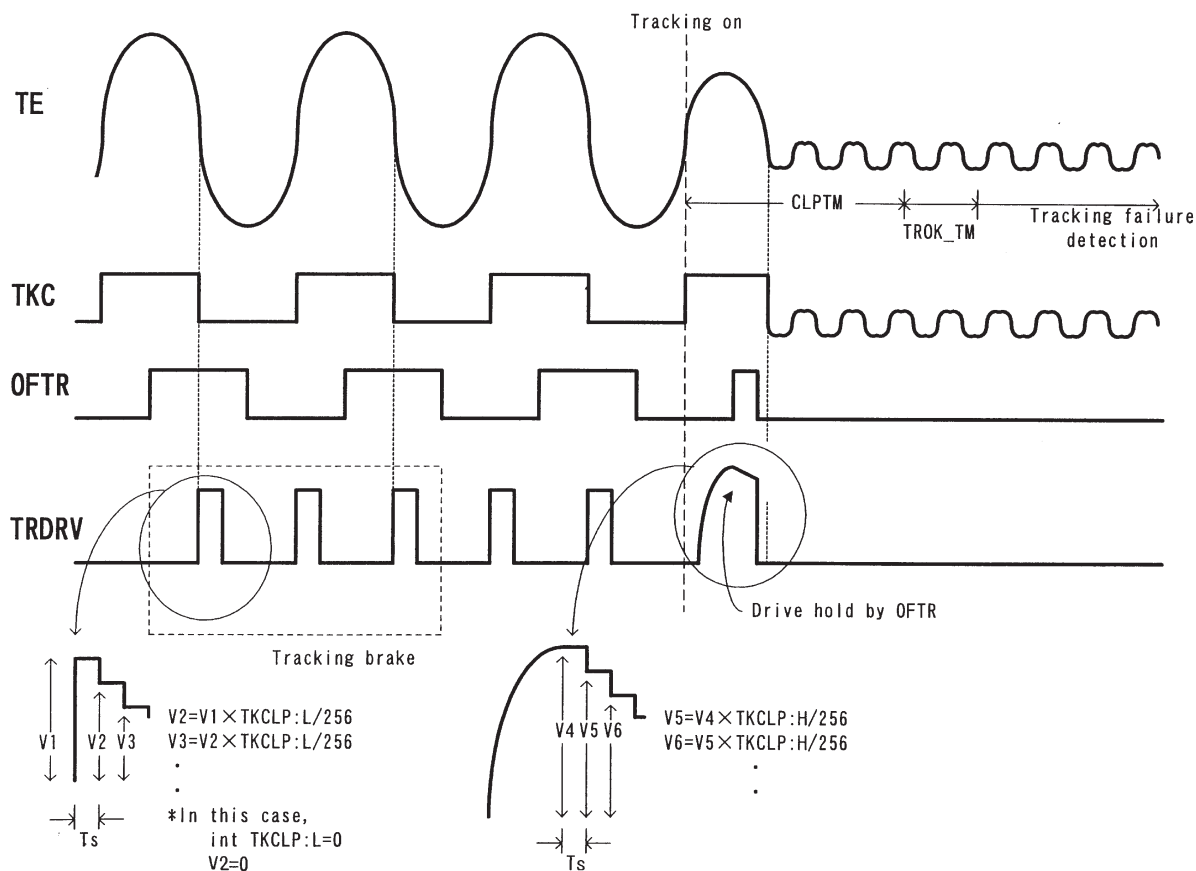 Tracking on
TE
CLPTM
TROK_TM
Tracking failure
detection
TKC
OFTR
TRDRV
Drive hold by OFTR
Tracking brake
V1
V2
V3
V2=V1×TKCLP:L/256
V3=V2×TKCLP:L/256
Ts
*In this case,
int TKCLP:L=0
V2=0
V4
V5
V6
V5=V4×TKCLP:H/256
V6=V5×TKCLP:H/256
Ts